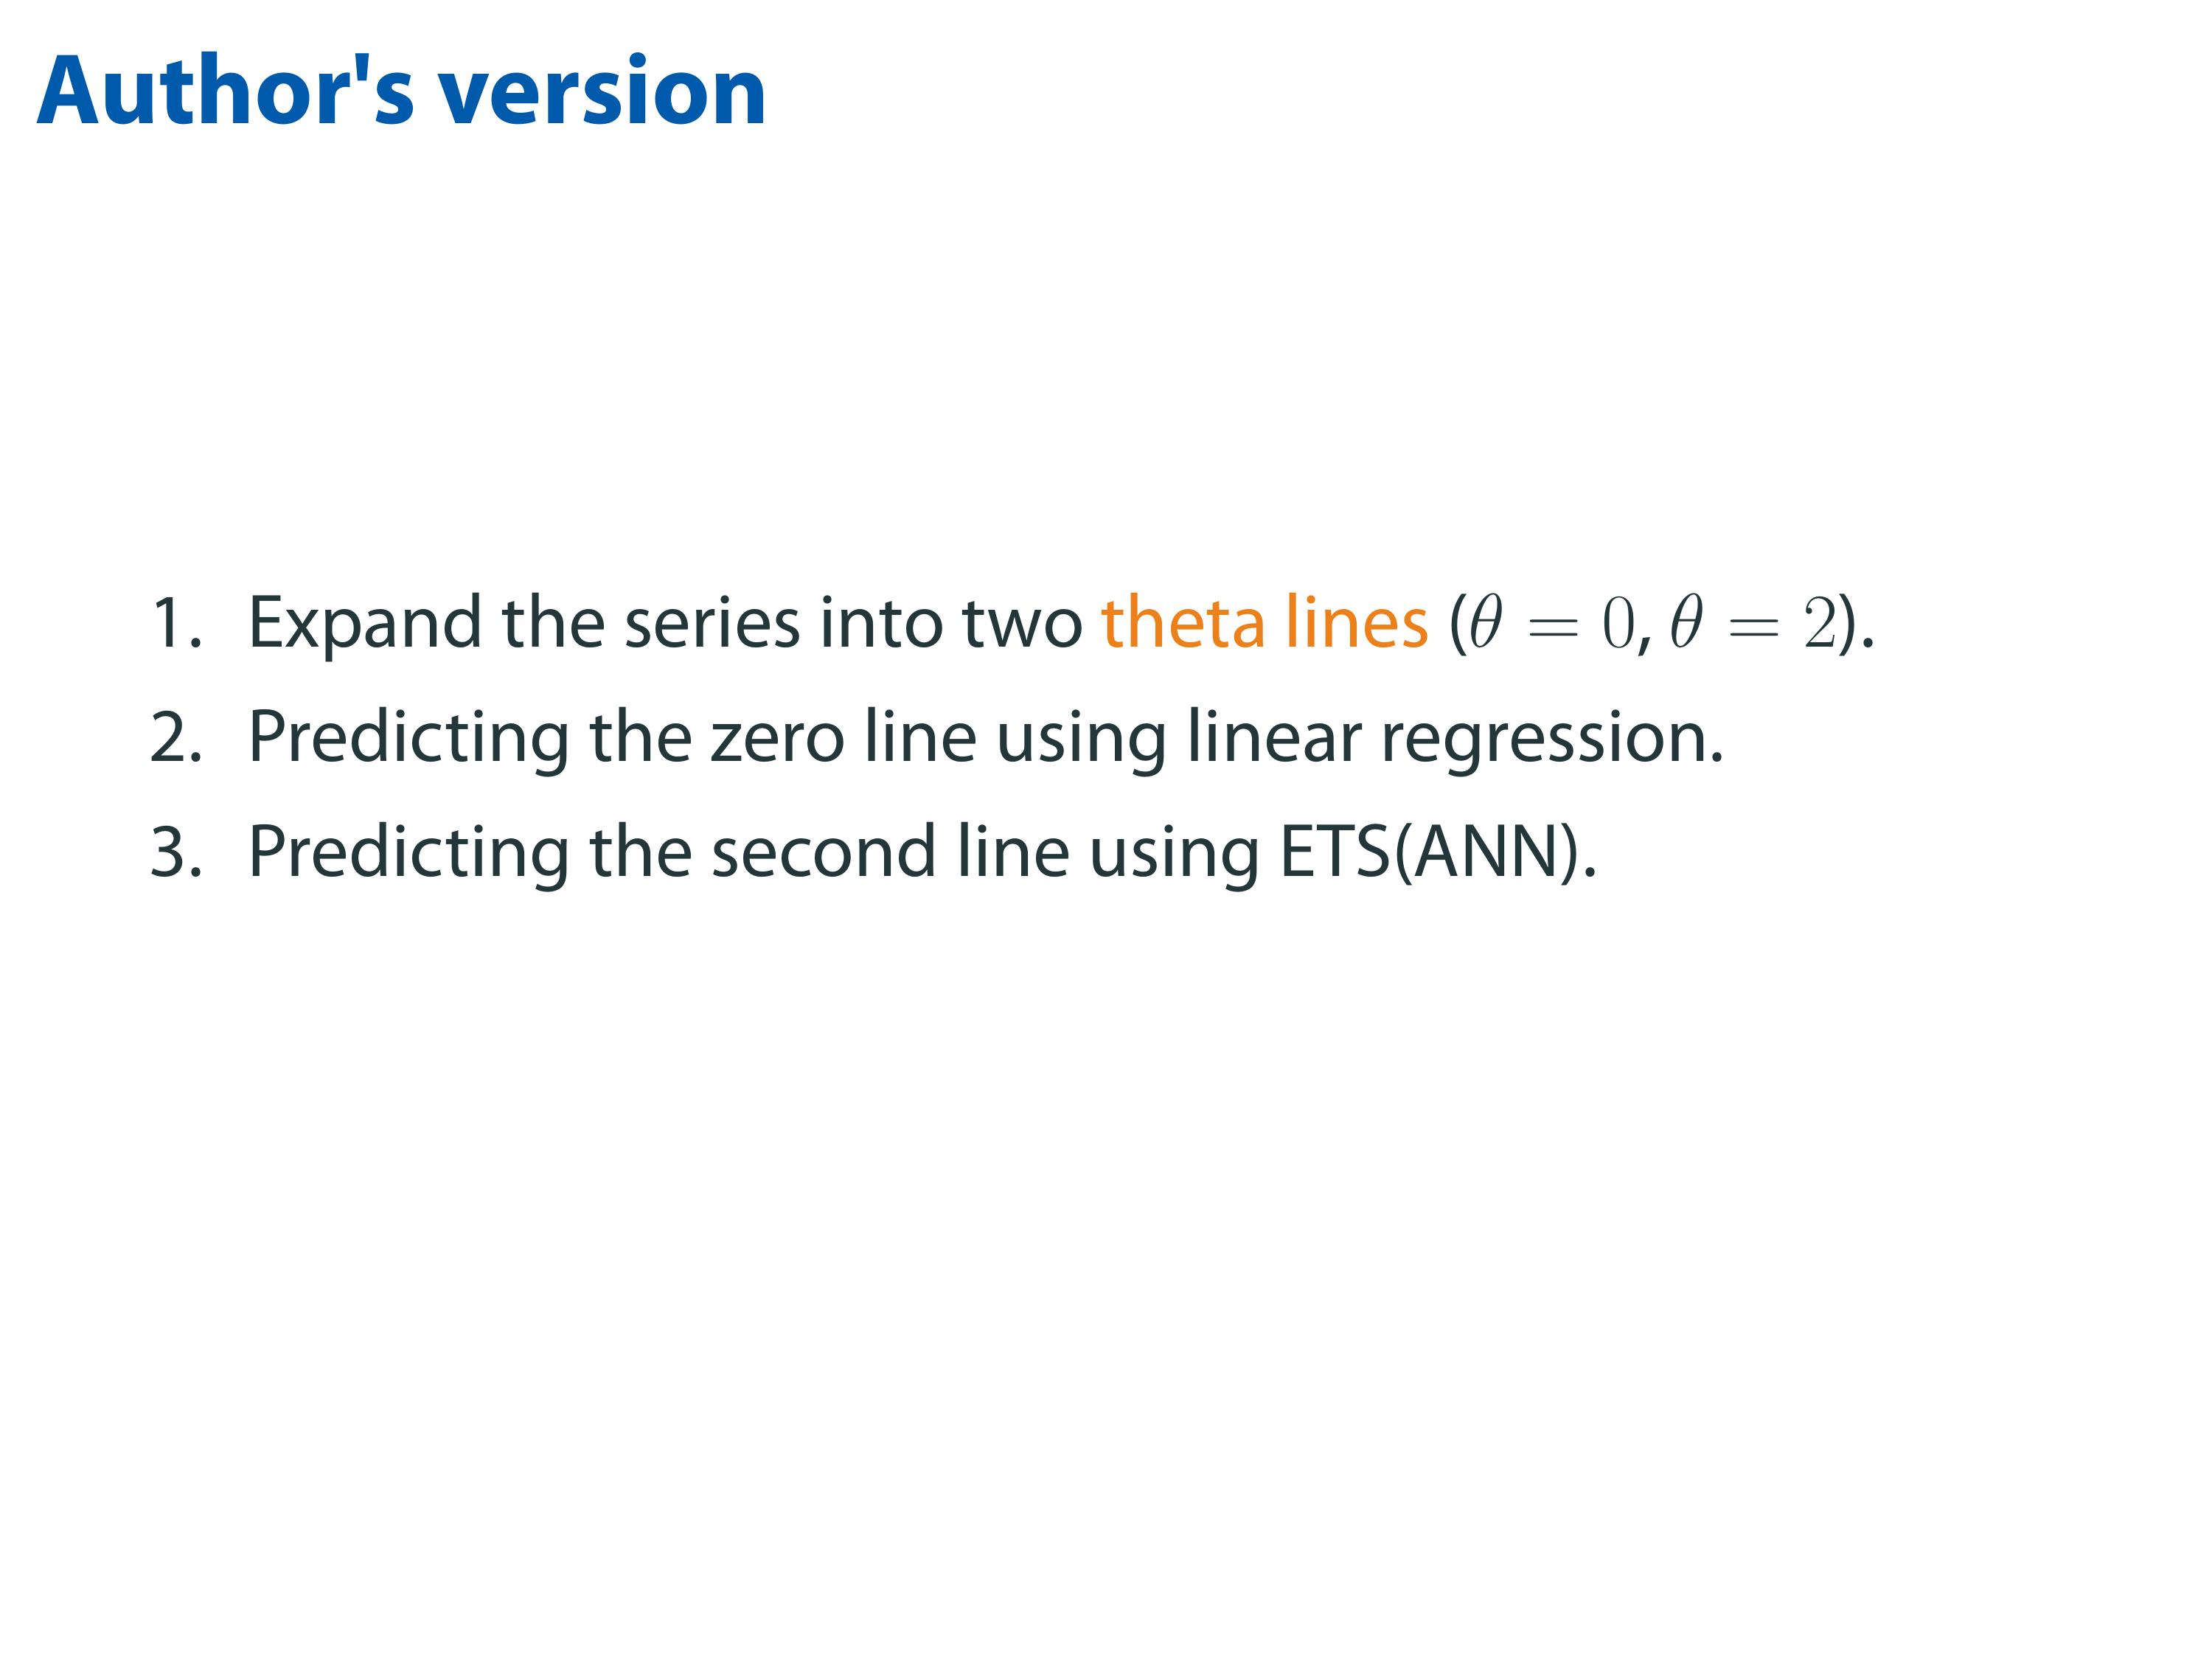 Author's version
1. Expand the series into two theta lines (θ = 0, θ = 2).
2. Predicting the zero line using linear regression.
3. Predicting the second line using ETS(ANN).